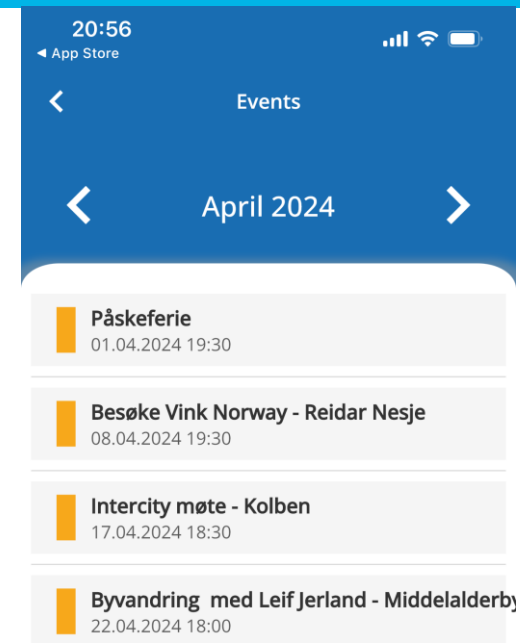 20:56
◀ App Store
Events
April 2024
Påskeferie
01.04.2024 19:30
Besøke Vink Norway - Reidar Nesje
08.04.2024 19:30
Intercity møte - Kolben
17.04.2024 18:30
Byvandring  med Leif Jerland - Middelalderby
22.04.2024 18:00